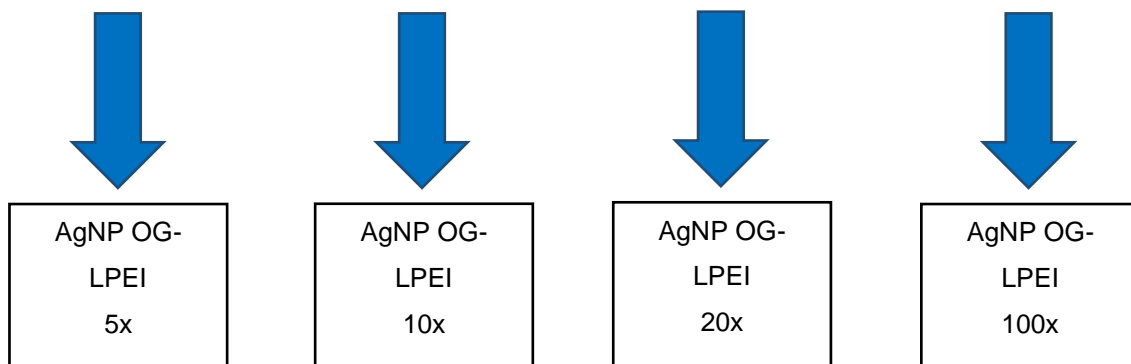 AgNP OG-
LPEI
5x
AgNP OG-
LPEI
10x
AgNP OG-
LPEI
20x
AgNP OG-
LPEI
100x